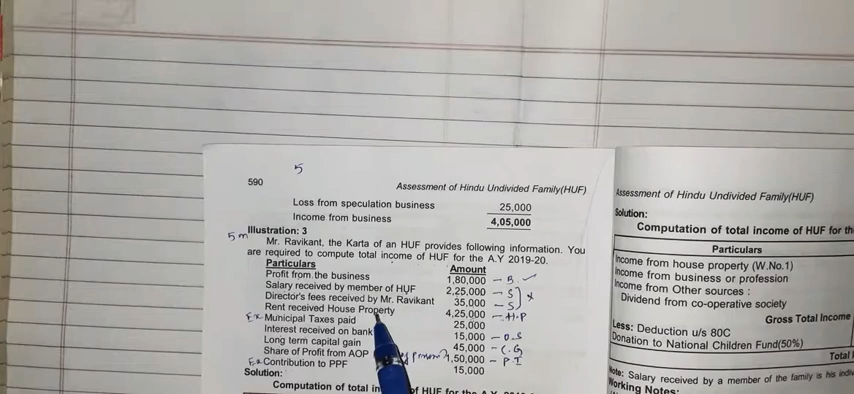 5
590
Assessment of Hindu Undivided Family(HUF)
Loss from speculation business 25,000
Income from business 4,05,000
5m Illustration: 3
Mr. Ravikant, the Karta of an HUF provides following information. You
are required to compute total income of HUF for the A.Y 2019-20.
Particulars Amount
Profit from the business 1,80,000 – B
Salary received by member of HUF 2,25,000 – S
Director's fees received by Mr. Ravikant 35,000 – S x
Rent received House Property 4,25,000 – H.P
Ex Municipal Taxes paid 25,000
Interest received on bank 15,000 – O.S
Long term capital gain 45,000 – C.G
Share of Profit from AOP 1,50,000 – P.I
Ex Contribution to PPF 15,000
Solution:
Computation of total in of HUF for the A.Y
Assessment of Hindu Undivided Family(HUF)
Solution:
Computation of total income of HUF for th
Particulars
Income from house property (W.No.1)
Income from business or profession
Income from Other sources :
Dividend from co-operative society
Gross Total Income
Less: Deduction u/s 80C
Donation to National Children Fund(50%)
Total
Note: Salary received by a member of the family is his indiv
Working Notes: